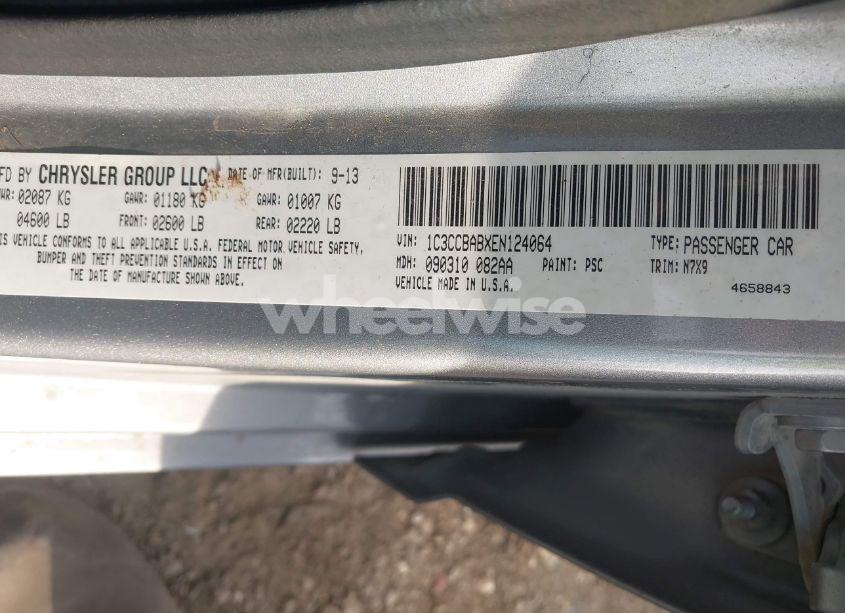 FD BY CHRYSLER GROUP LLC DATE OF MFR(BUILT): 9-13
WR: 02087 KG GAWR: 01180 KG GAWR: 01007 KG
04600 LB FRONT: 02600 LB REAR: 02220 LB
IS VEHICLE CONFORMS TO ALL APPLICABLE U.S.A. FEDERAL MOTOR VEHICLE SAFETY,
BUMPER AND THEFT PREVENTION STANDARDS IN EFFECT ON
THE DATE OF MANUFACTURE SHOWN ABOVE.
VIN: 1C3CCBABXEN124064 TYPE: PASSENGER CAR
MDH: 090310 082AA PAINT: PSC TRIM: N7X9
VEHICLE MADE IN U.S.A. 4658843
wheelwise